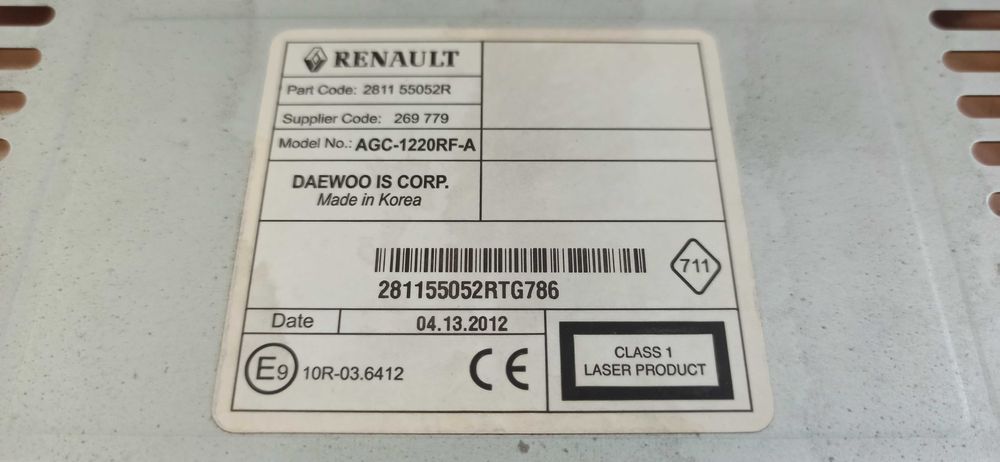 RENAULT
Part Code: 2811 55052R
Supplier Code: 269 779
Model No.: AGC-1220RF-A
DAEWOO IS CORP.
Made in Korea
711
281155052RTG786
Date 04.13.2012
E9 10R-03.6412
CE
CLASS 1
LASER PRODUCT